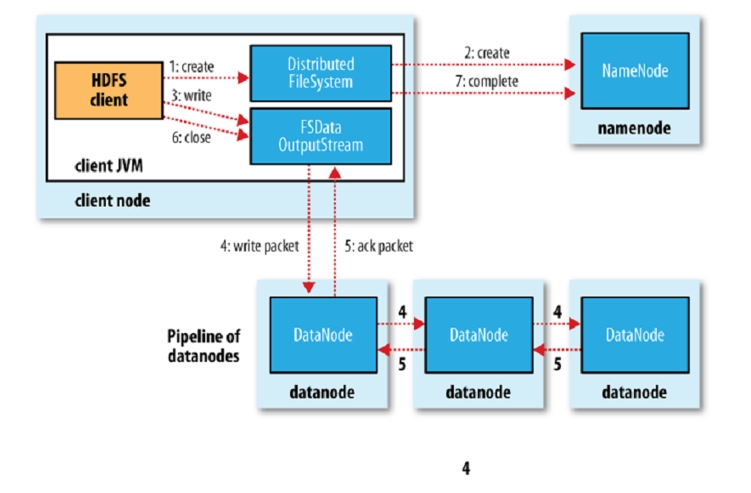 HDFS
client
1: create
3: write
6: close
Distributed
FileSystem
FSData
OutputStream
client JVM
client node
2: create
7: complete
NameNode
namenode
4: write packet
5: ack packet
Pipeline of
datanodes
DataNode
datanode
4
5
DataNode
datanode
4
5
DataNode
datanode
4